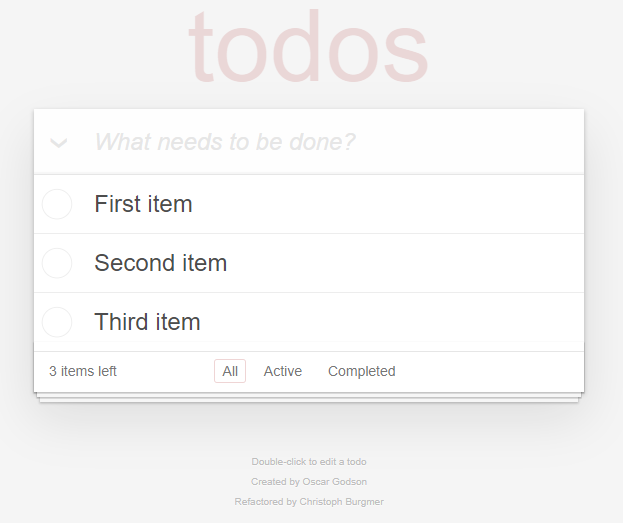 todos
What needs to be done?
First item
Second item
Third item
3 items left All Active Completed
Double-click to edit a todo
Created by Oscar Godson
Refactored by Christoph Burgmer